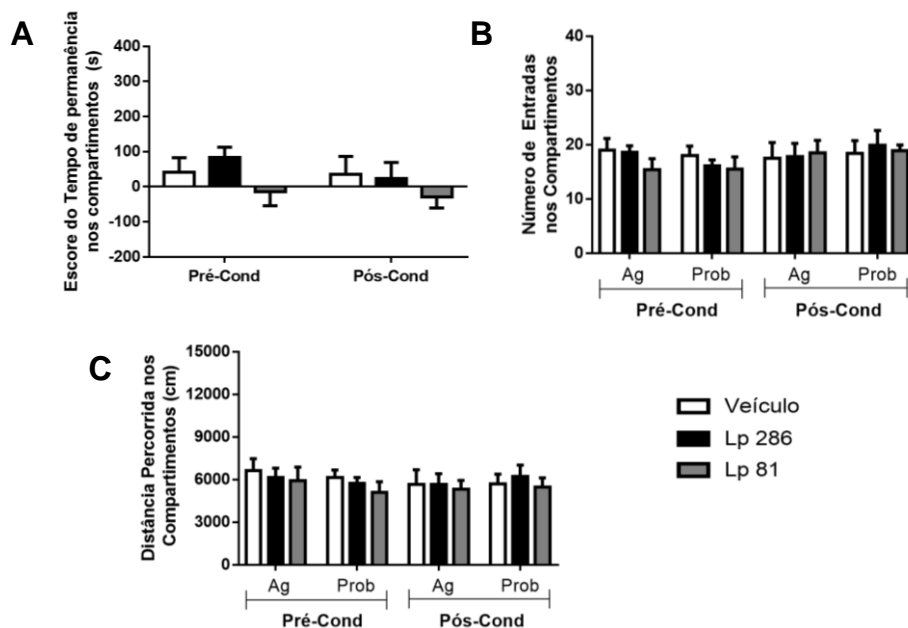 A
Escore do Tempo de permanência
nos compartimentos (s)
400
300
200
100
0
-100
-200
Pré-Cond
Pós-Cond
B
Número de Entradas
nos Compartimentos
40
30
20
10
0
Ag
Prob
Ag
Prob
Pré-Cond
Pós-Cond
C
Distância Percorrida nos
Compartimentos (cm)
15000
12000
9000
6000
3000
0
Ag
Prob
Ag
Prob
Pré-Cond
Pós-Cond
Veículo
Lp 286
Lp 81